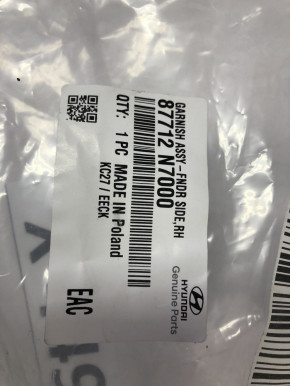 GARNISH ASSY-FNDR SIDE,RH
87712 N7000
QTY: 1 PC MADE IN Poland
KC27 / EECK
EAC
HYUNDAI
Genuine Parts